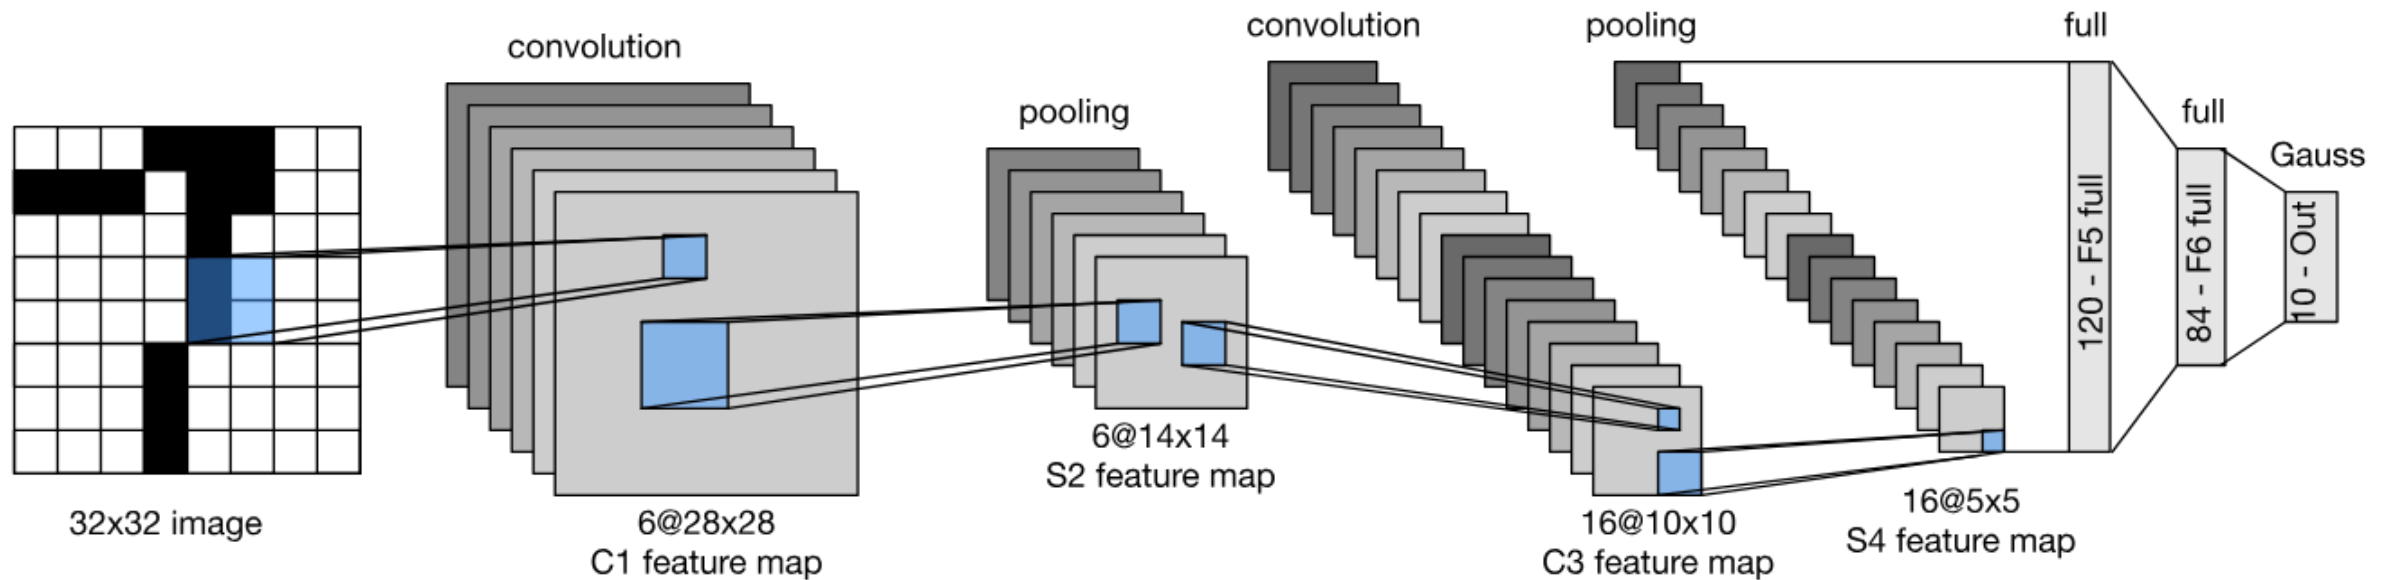 convolution
pooling
convolution
pooling
full
full
Gauss
120 - F5 full
84 - F6 full
10 - Out
32x32 image
6@28x28
C1 feature map
6@14x14
S2 feature map
16@10x10
C3 feature map
16@5x5
S4 feature map